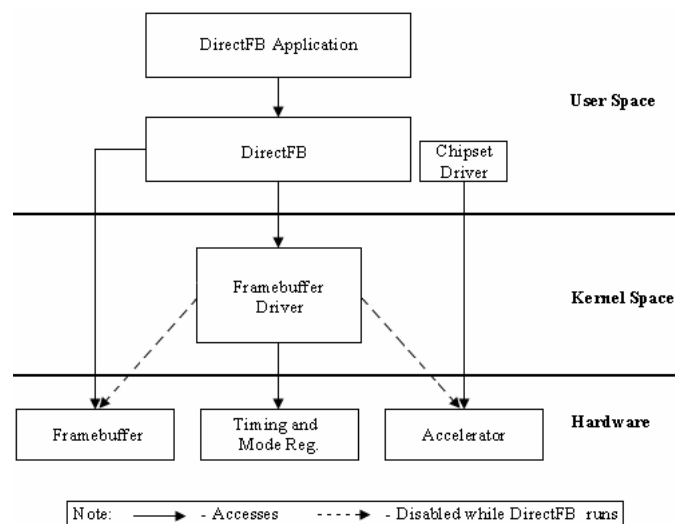 DirectFB Application
User Space
DirectFB
Chipset
Driver
Framebuffer
Driver
Kernel Space
Framebuffer
Timing and
Mode Reg.
Accelerator
Hardware
Note: - Accesses - Disabled while DirectFB runs